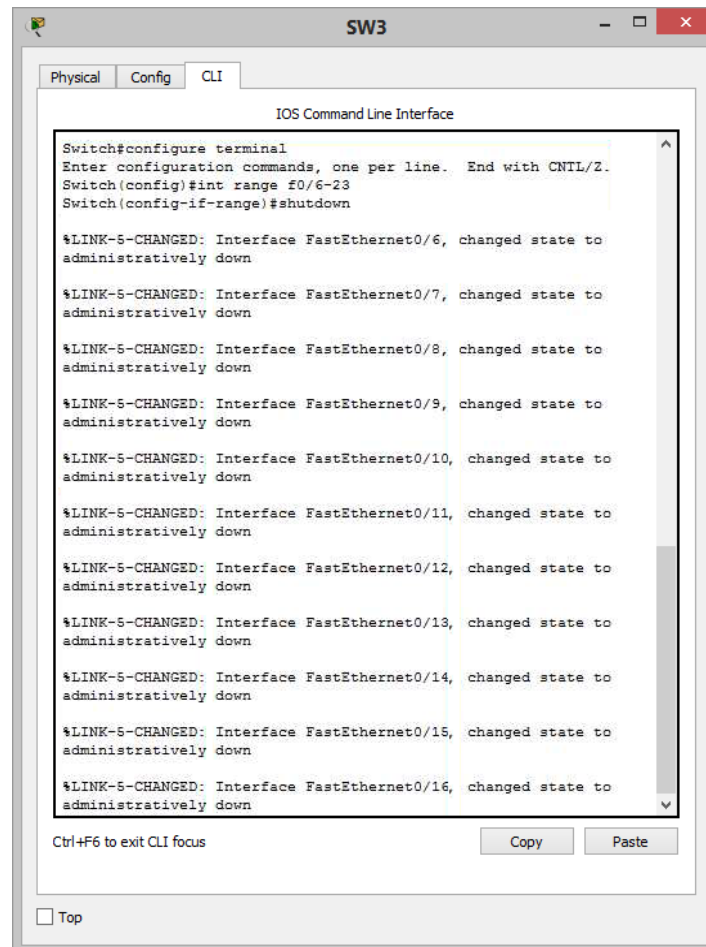 SW3
Physical
Config
CLI
IOS Command Line Interface
Switch#configure terminal
Enter configuration commands, one per line.  End with CNTL/Z.
Switch(config)#int range f0/6-23
Switch(config-if-range)#shutdown
%LINK-5-CHANGED: Interface FastEthernet0/6, changed state to
administratively down
%LINK-5-CHANGED: Interface FastEthernet0/7, changed state to
administratively down
%LINK-5-CHANGED: Interface FastEthernet0/8, changed state to
administratively down
%LINK-5-CHANGED: Interface FastEthernet0/9, changed state to
administratively down
%LINK-5-CHANGED: Interface FastEthernet0/10, changed state to
administratively down
%LINK-5-CHANGED: Interface FastEthernet0/11, changed state to
administratively down
%LINK-5-CHANGED: Interface FastEthernet0/12, changed state to
administratively down
%LINK-5-CHANGED: Interface FastEthernet0/13, changed state to
administratively down
%LINK-5-CHANGED: Interface FastEthernet0/14, changed state to
administratively down
%LINK-5-CHANGED: Interface FastEthernet0/15, changed state to
administratively down
%LINK-5-CHANGED: Interface FastEthernet0/16, changed state to
administratively down
Ctrl+F6 to exit CLI focus
Copy
Paste
Top